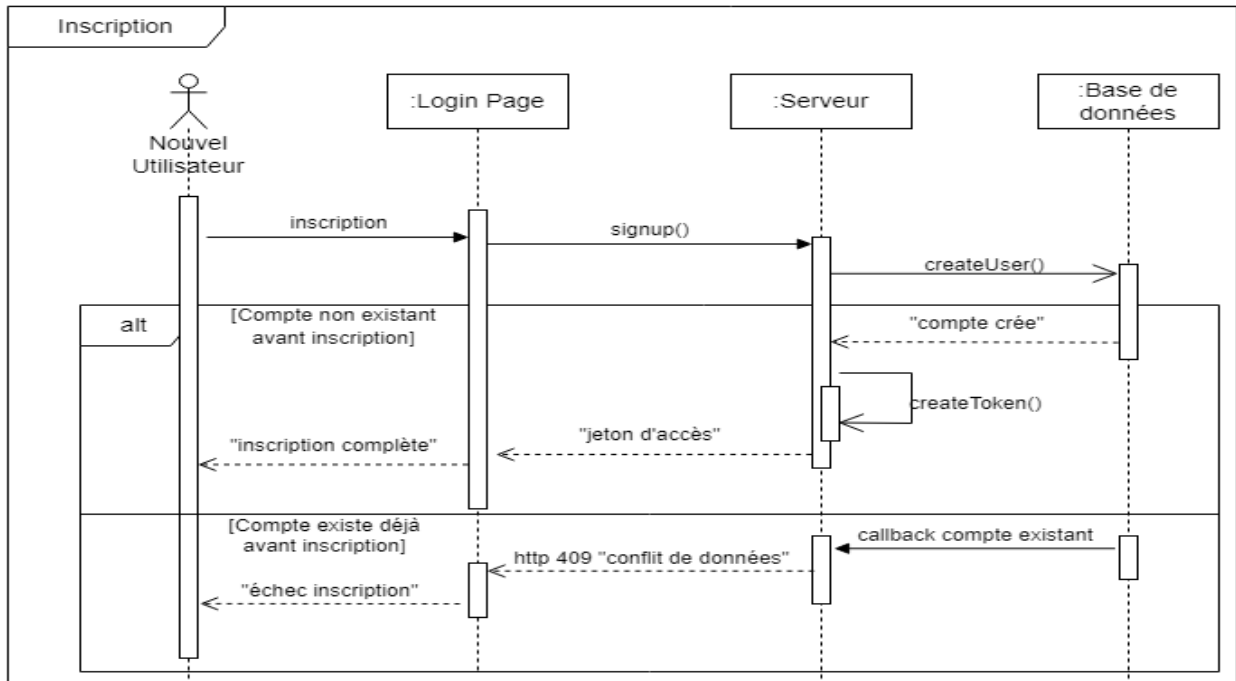 Inscription
:Login Page
:Serveur
:Base de
données
Nouvel
Utilisateur
inscription
signup()
createUser()
alt
[Compte non existant
avant inscription]
"compte crée"
createToken()
"jeton d'accès"
"inscription complète"
[Compte existe déjà
avant inscription]
callback compte existant
http 409 "conflit de données"
"échec inscription"